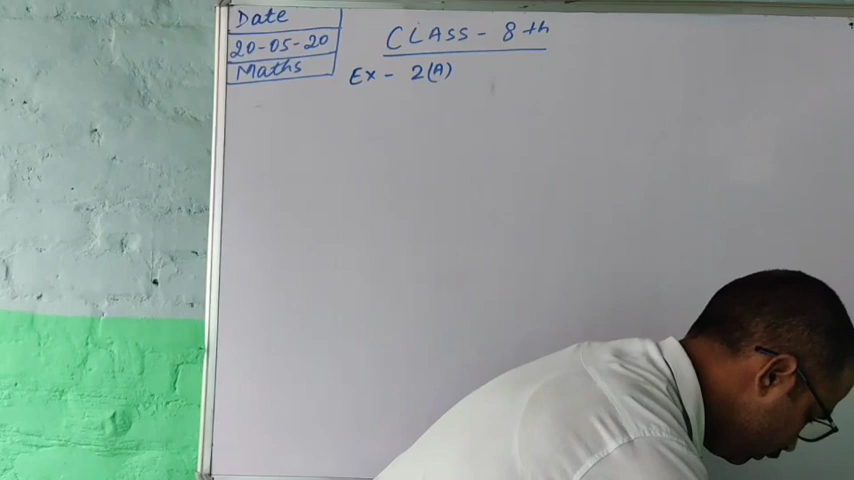 Date
20-05-20
Maths
CLASS - 8th
Ex - 2(A)